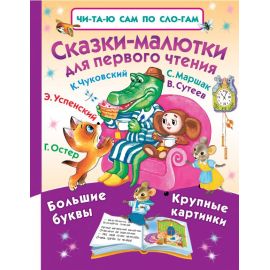 ЧИ-ТА-Ю САМ ПО СЛО-ГАМ
Сказки-малютки
для первого чтения
К. Чуковский
С. Маршак
В. Сутеев
Э. Успенский
Г. Остер
Большие
буквы
Крупные
картинки